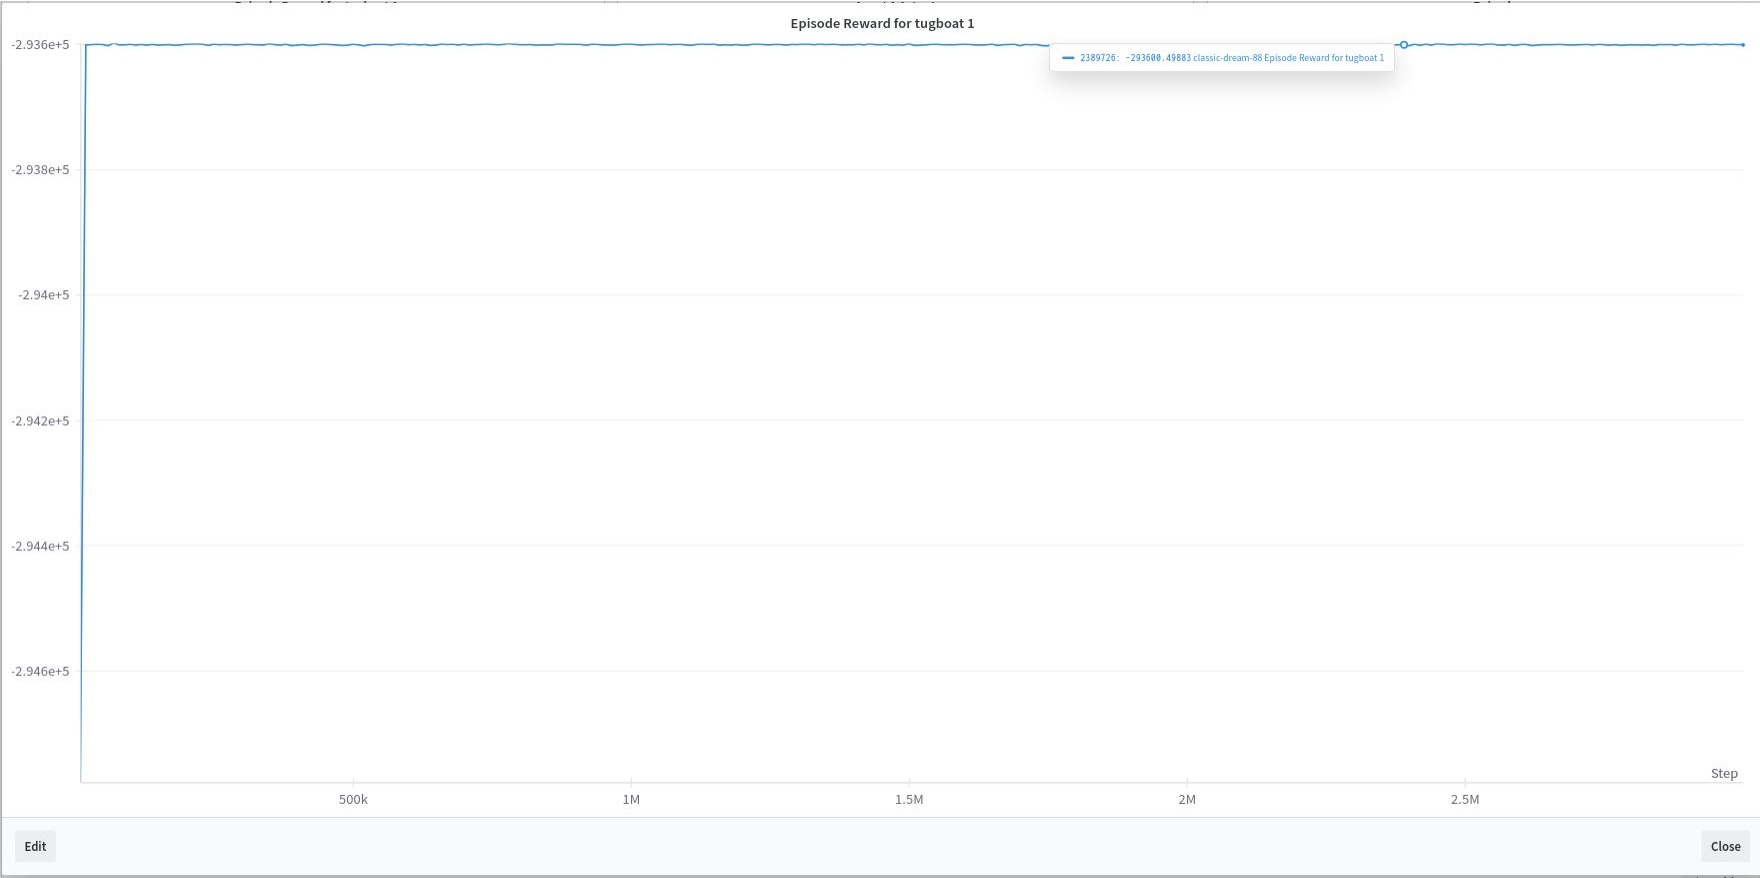 Episode Reward for tugboat 1
-2.936e+5
2389726: -293600.49883 classic-dream-88 Episode Reward for tugboat 1
-2.938e+5
-2.94e+5
-2.942e+5
-2.944e+5
-2.946e+5
Step
500k 1M 1.5M 2M 2.5M
Edit Close